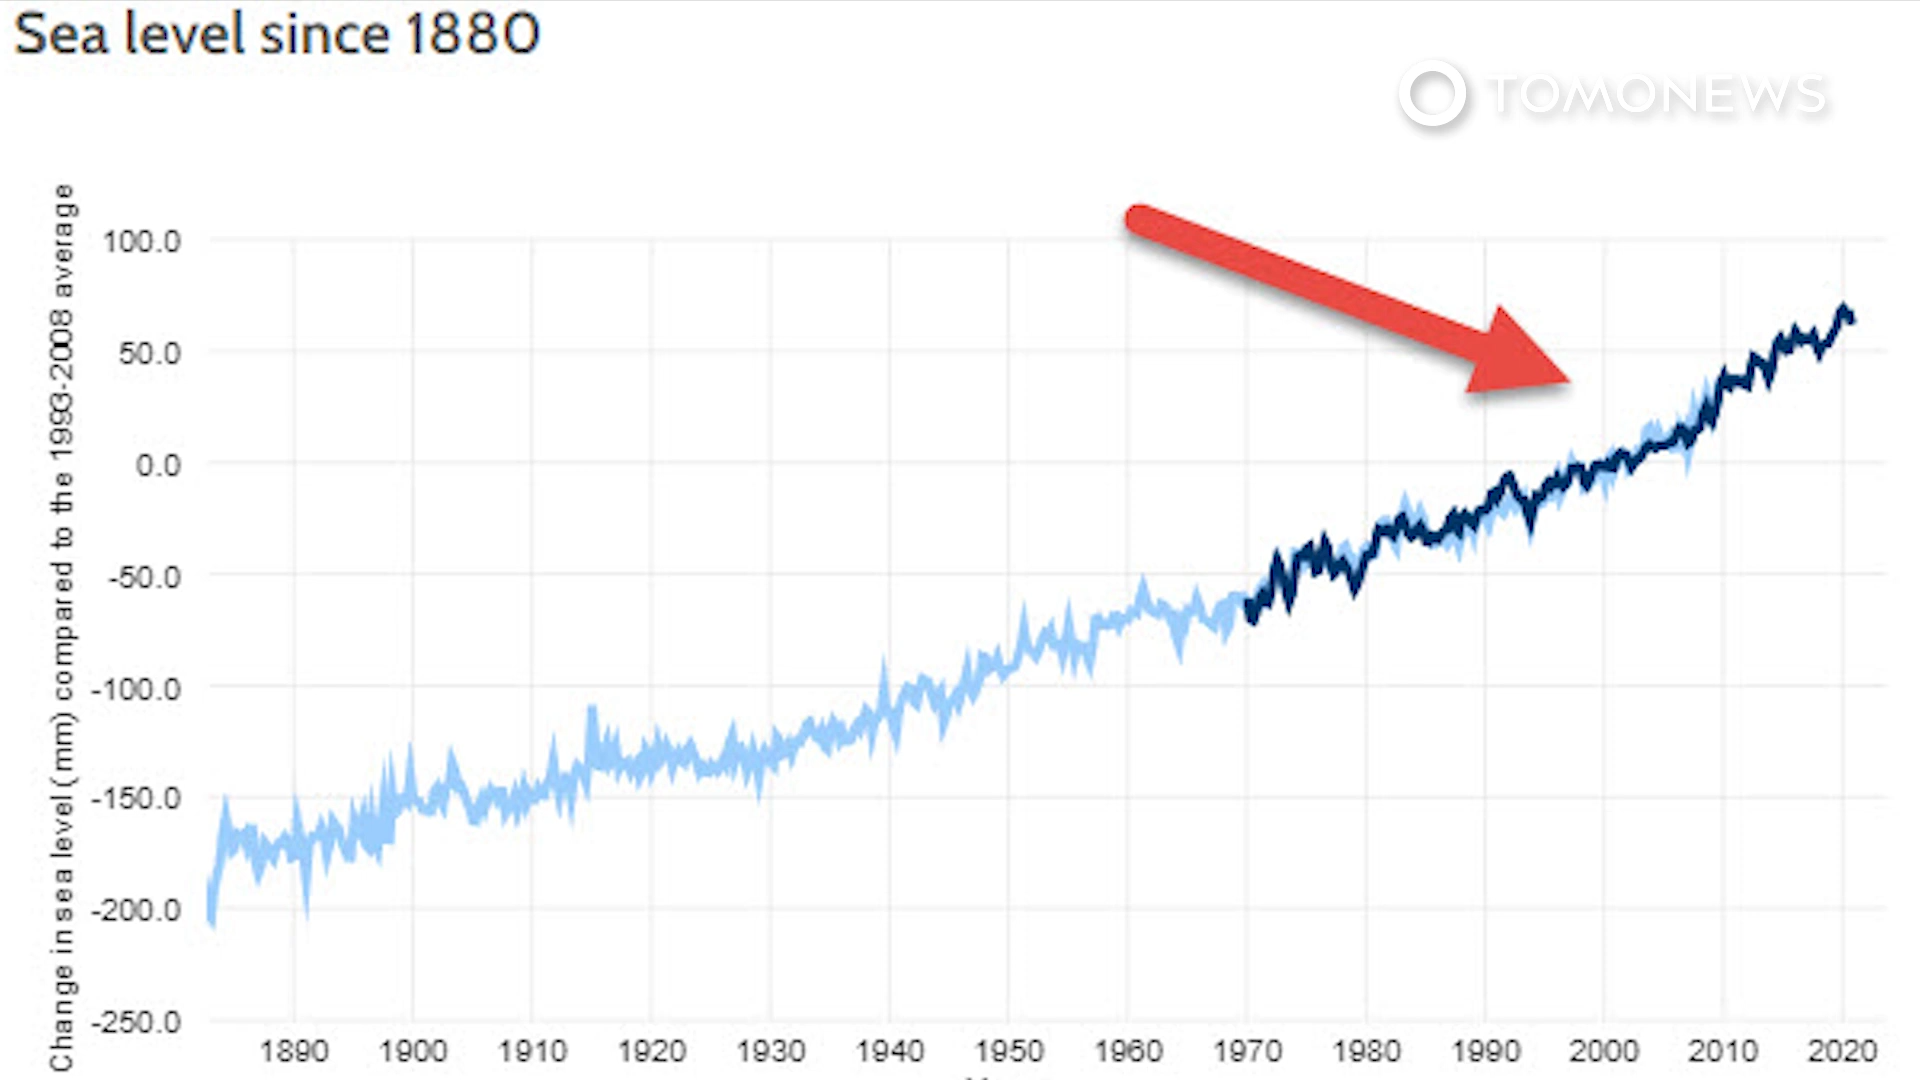 Sea level since 1880
TOMONEWS
Change in sea level (mm) compared to the 1993-2008 average
100.0
50.0
0.0
-50.0
-100.0
-150.0
-200.0
-250.0
1890 1900 1910 1920 1930 1940 1950 1960 1970 1980 1990 2000 2010 2020